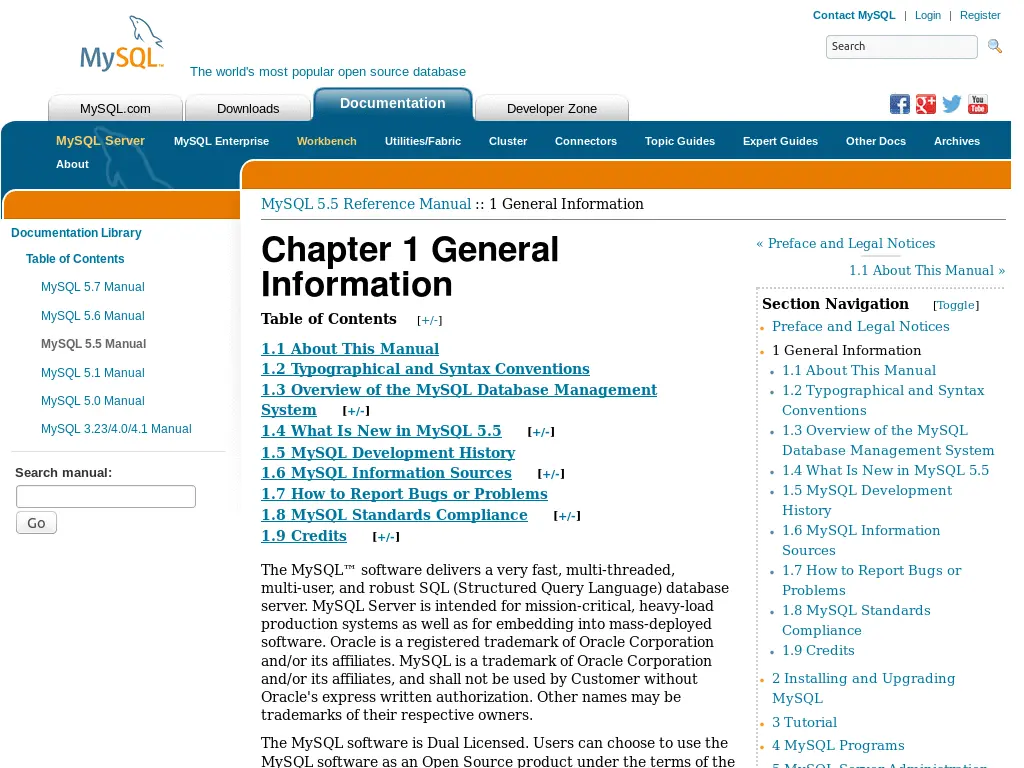 Contact MySQL | Login | Register
Search
MySQL™
The world's most popular open source database
MySQL.com
Downloads
Documentation
Developer Zone
You Tube
MySQL Server
MySQL Enterprise
Workbench
Utilities/Fabric
Cluster
Connectors
Topic Guides
Expert Guides
Other Docs
Archives
About
Documentation Library
Table of Contents
MySQL 5.7 Manual
MySQL 5.6 Manual
MySQL 5.5 Manual
MySQL 5.1 Manual
MySQL 5.0 Manual
MySQL 3.23/4.0/4.1 Manual
Search manual:
Go
MySQL 5.5 Reference Manual :: 1 General Information
Chapter 1 General
Information
Table of Contents [+/-]
1.1 About This Manual
1.2 Typographical and Syntax Conventions
1.3 Overview of the MySQL Database Management
System [+/-]
1.4 What Is New in MySQL 5.5 [+/-]
1.5 MySQL Development History
1.6 MySQL Information Sources [+/-]
1.7 How to Report Bugs or Problems
1.8 MySQL Standards Compliance [+/-]
1.9 Credits [+/-]
The MySQL™ software delivers a very fast, multi-threaded,
multi-user, and robust SQL (Structured Query Language) database
server. MySQL Server is intended for mission-critical, heavy-load
production systems as well as for embedding into mass-deployed
software. Oracle is a registered trademark of Oracle Corporation
and/or its affiliates. MySQL is a trademark of Oracle Corporation
and/or its affiliates, and shall not be used by Customer without
Oracle's express written authorization. Other names may be
trademarks of their respective owners.
The MySQL software is Dual Licensed. Users can choose to use the
MySQL software as an Open Source product under the terms of the
« Preface and Legal Notices
1.1 About This Manual »
Section Navigation [Toggle]
Preface and Legal Notices
1 General Information
1.1 About This Manual
1.2 Typographical and Syntax
Conventions
1.3 Overview of the MySQL
Database Management System
1.4 What Is New in MySQL 5.5
1.5 MySQL Development
History
1.6 MySQL Information
Sources
1.7 How to Report Bugs or
Problems
1.8 MySQL Standards
Compliance
1.9 Credits
2 Installing and Upgrading
MySQL
3 Tutorial
4 MySQL Programs
5 MySQL Server Administration